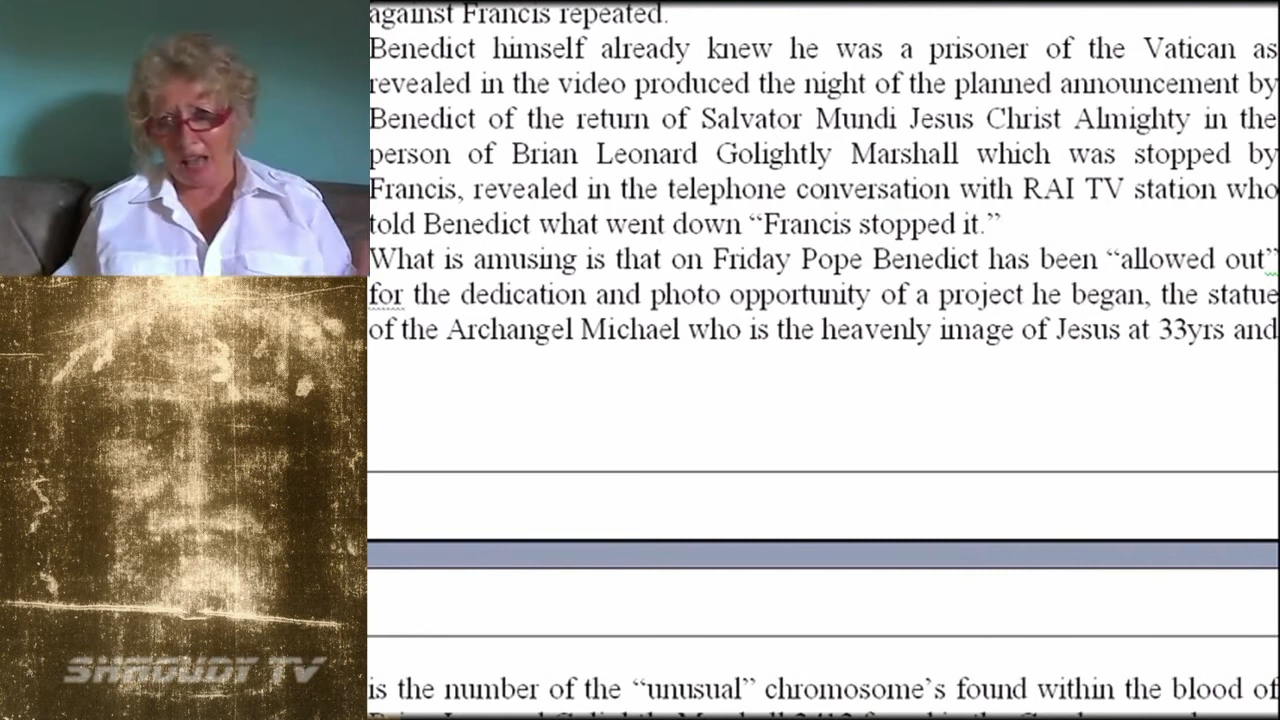 against Francis repeated.
Benedict himself already knew he was a prisoner of the Vatican as
revealed in the video produced the night of the planned announcement by
Benedict of the return of Salvator Mundi Jesus Christ Almighty in the
person of Brian Leonard Golightly Marshall which was stopped by
Francis, revealed in the telephone conversation with RAI TV station who
told Benedict what went down “Francis stopped it.”
What is amusing is that on Friday Pope Benedict has been “allowed out”
for the dedication and photo opportunity of a project he began, the statue
of the Archangel Michael who is the heavenly image of Jesus at 33yrs and
is the number of the “unusual” chromosome’s found within the blood of
SHROUDY TV